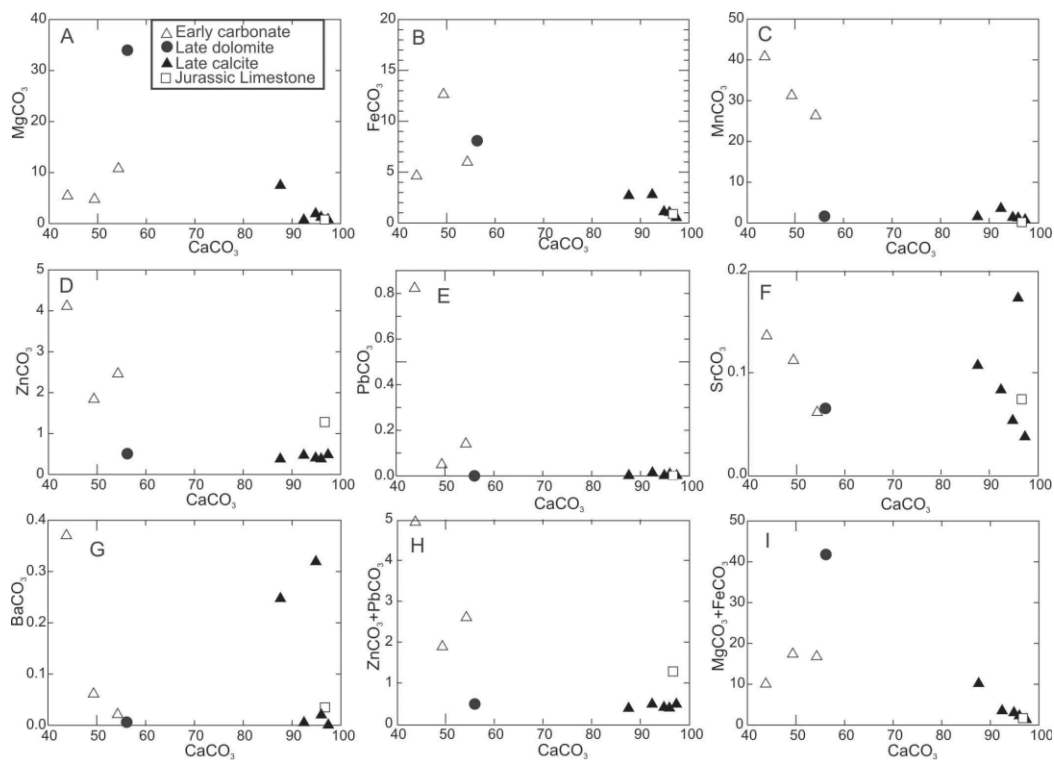 A
Early carbonate
Late dolomite
Late calcite
Jurassic Limestone
MgCO₃
40
30
20
10
0
40 50 60 70 80 90 100
CaCO₃
B
FeCO₃
20
15
10
5
0
40 50 60 70 80 90 100
CaCO₃
C
MnCO₃
50
40
30
20
10
0
40 50 60 70 80 90 100
CaCO₃
D
ZnCO₃
5
4
3
2
1
0
40 50 60 70 80 90 100
CaCO₃
E
PbCO₃
0.8
0.6
0.4
0.2
0.0
40 50 60 70 80 90 100
CaCO₃
F
SrCO₃
0.2
0.1
0.0
40 50 60 70 80 90 100
CaCO₃
G
BaCO₃
0.4
0.3
0.2
0.1
0.0
40 50 60 70 80 90 100
CaCO₃
H
ZnCO₃+PbCO₃
5
4
3
2
1
0
40 50 60 70 80 90 100
CaCO₃
I
MgCO₃+FeCO₃
50
40
30
20
10
0
40 50 60 70 80 90 100
CaCO₃